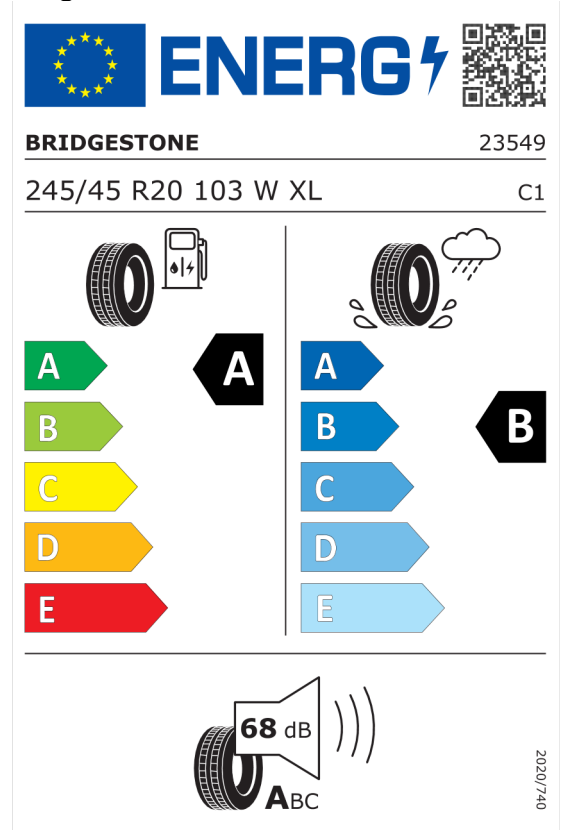 ENERG
BRIDGESTONE 23549
245/45 R20 103 W XL C1
A A A
B B B
C C
D D
E E
68 dB
ABC
2020/740